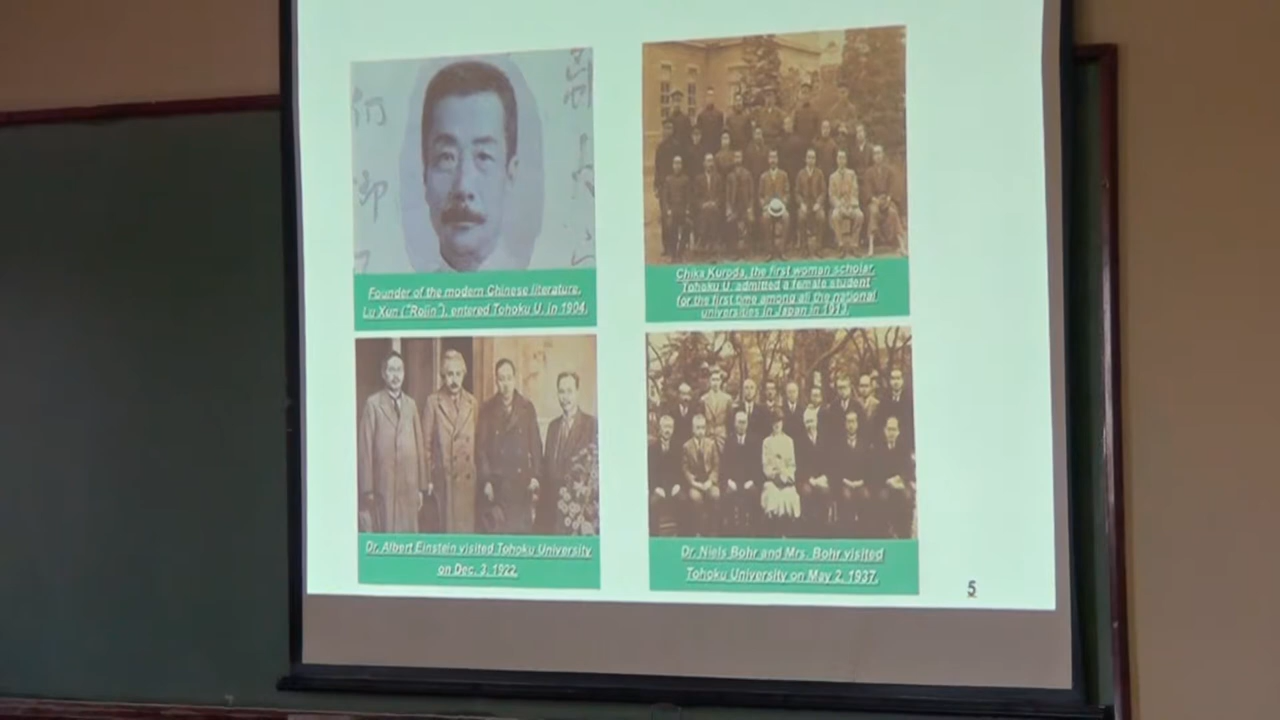 Founder of the modern Chinese literature,
Lu Xun ("Rojin"), entered Tohoku U. in 1904.
Chika Kuroda, the first woman scholar.
Tohoku U. admitted a female student
for the first time among all the national
universities in Japan in 1913.
Dr. Albert Einstein visited Tohoku University
on Dec. 3, 1922.
Dr. Niels Bohr and Mrs. Bohr visited
Tohoku University on May 2, 1937.
5